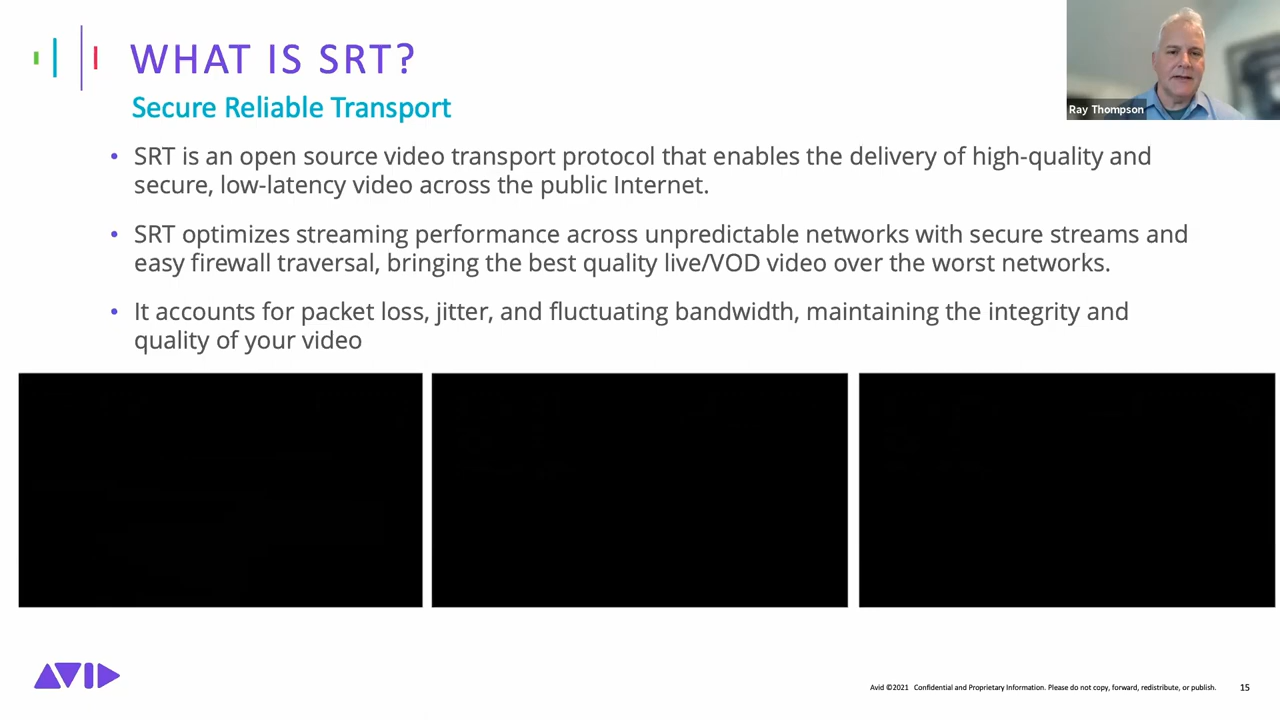 WHAT IS SRT?
Secure Reliable Transport
Ray Thompson
• SRT is an open source video transport protocol that enables the delivery of high-quality and
secure, low-latency video across the public Internet.
• SRT optimizes streaming performance across unpredictable networks with secure streams and
easy firewall traversal, bringing the best quality live/VOD video over the worst networks.
• It accounts for packet loss, jitter, and fluctuating bandwidth, maintaining the integrity and
quality of your video
AVID
Avid ©2021 Confidential and Proprietary Information. Please do not copy, forward, redistribute, or publish. 15